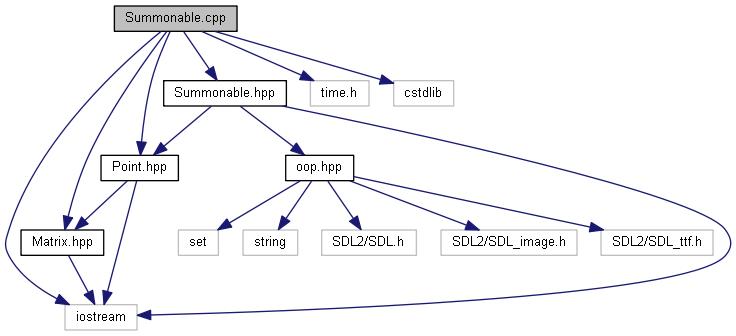 Summonable.cpp
Summonable.hpp
time.h
cstdlib
Point.hpp
oop.hpp
Matrix.hpp
set
string
SDL2/SDL.h
SDL2/SDL_image.h
SDL2/SDL_ttf.h
iostream